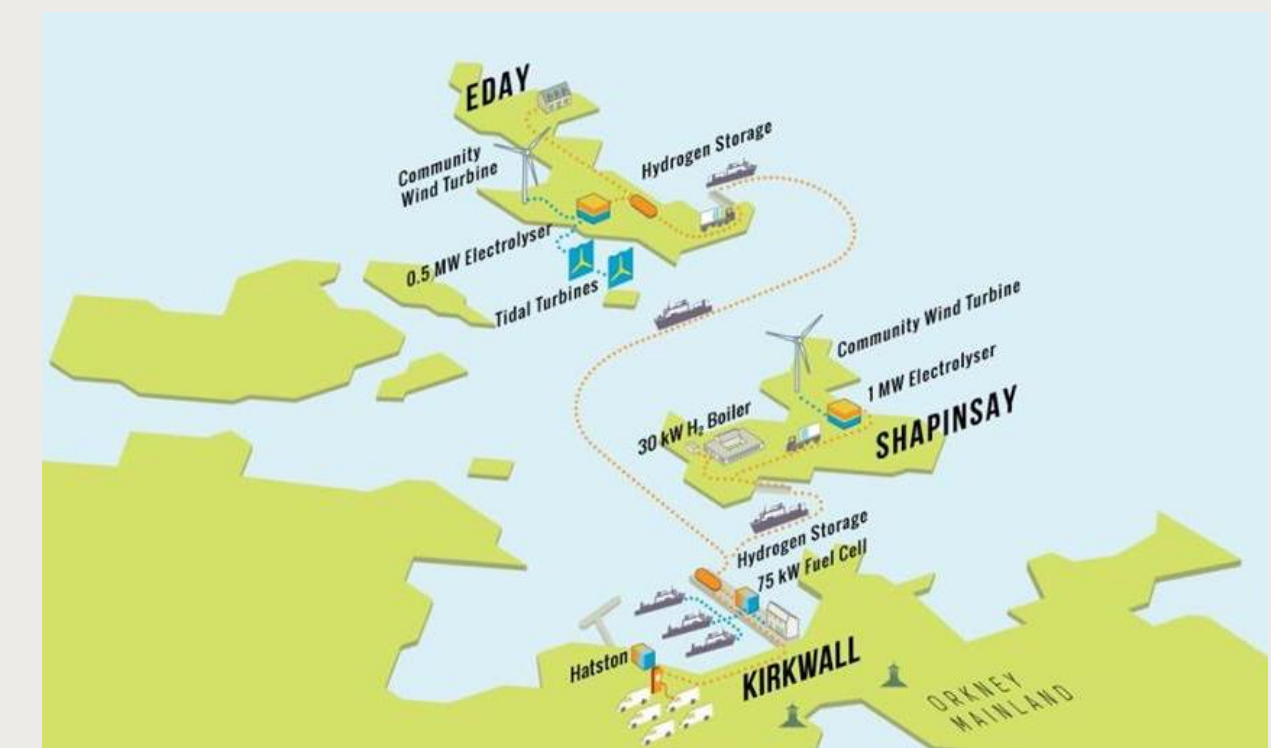 EDAY
Community
Wind Turbine
Hydrogen Storage
0.5 MW Electrolyser
Tidal Turbines
Community Wind Turbine
1 MW Electrolyser
30 kW H₂ Boiler
SHAPINSAY
Hydrogen Storage
75 kW Fuel Cell
Hatston
KIRKWALL
ORKNEY
MAINLAND